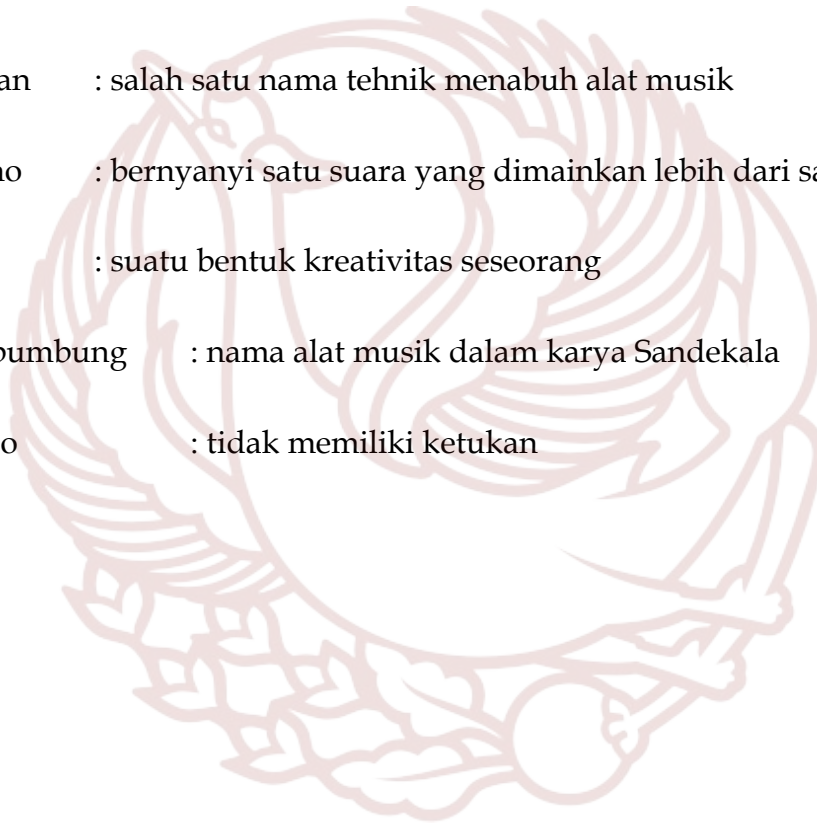 an : salah satu nama tehnik menabuh alat musik
no : bernyanyi satu suara yang dimainkan lebih dari sa
: suatu bentuk kreativitas seseorang
bumbung : nama alat musik dalam karya Sandekala
o : tidak memiliki ketukan